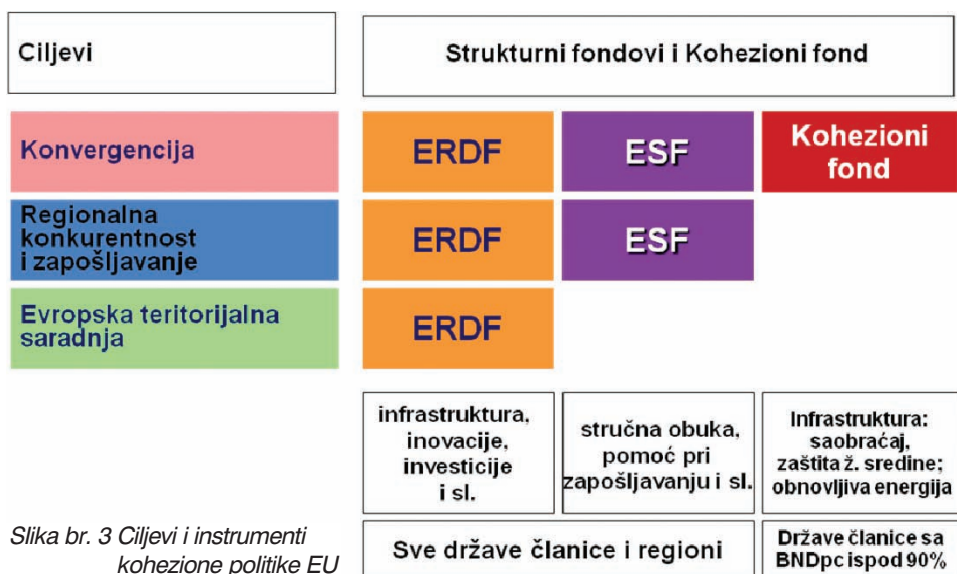 Ciljevi
Strukturni fondovi i Kohezioni fond
Konvergencija
ERDF
ESF
Kohezioni
fond
Regionalna
konkurentnost
i zapošljavanje
ERDF
ESF
Evropska teritorijalna
saradnja
ERDF
infrastruktura,
inovacije,
investicije
i sl.
stručna obuka,
pomoć pri
zapošljavanju i sl.
Infrastruktura:
saobraćaj,
zaštita ž. sredine;
obnovljiva energija
Sve države članice i regioni
Države članice sa
BNDpc ispod 90%
Slika br. 3 Ciljevi i instrumenti
kohezione politike EU